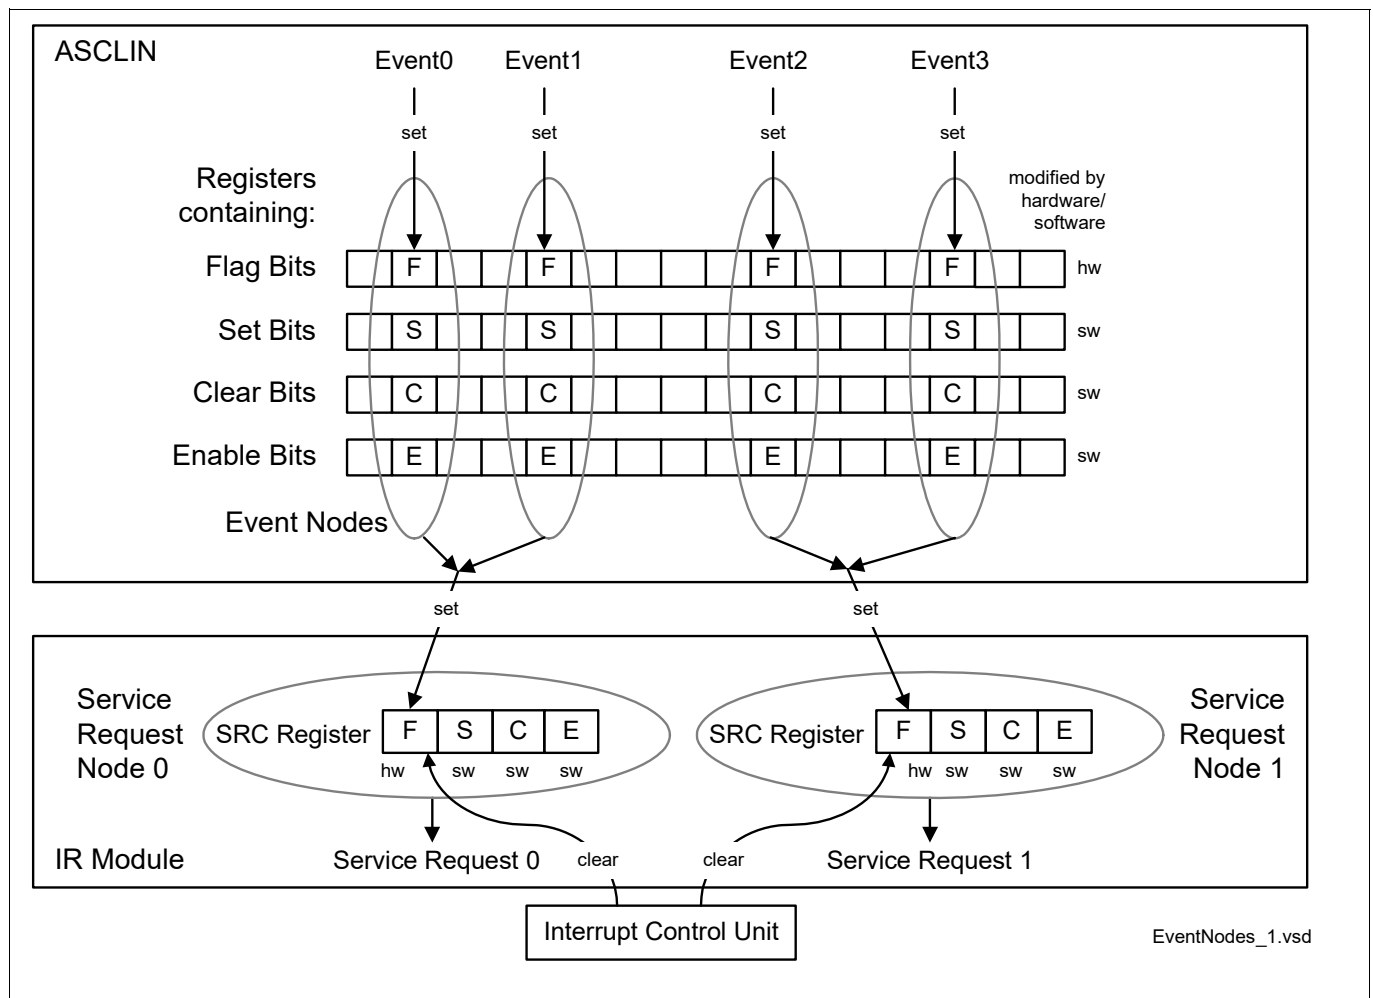 ASCLIN
Event0 Event1 Event2 Event3
set set set set
Registers
containing:
modified by
hardware/
software
Flag Bits F F F F hw
Set Bits S S S S sw
Clear Bits C C C C sw
Enable Bits E E E E sw
Event Nodes
set set
Service
Request
Node 0
SRC Register F S C E
hw sw sw sw
SRC Register F S C E
hw sw sw sw
Service
Request
Node 1
IR Module
Service Request 0 clear clear Service Request 1
Interrupt Control Unit
EventNodes_1.vsd